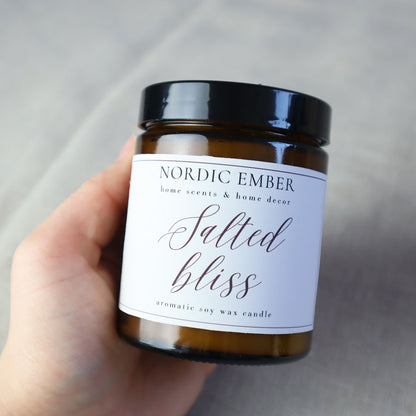 NORDIC EMBER
home scents & home decor
Salted
bliss
aromatic soy wax candle